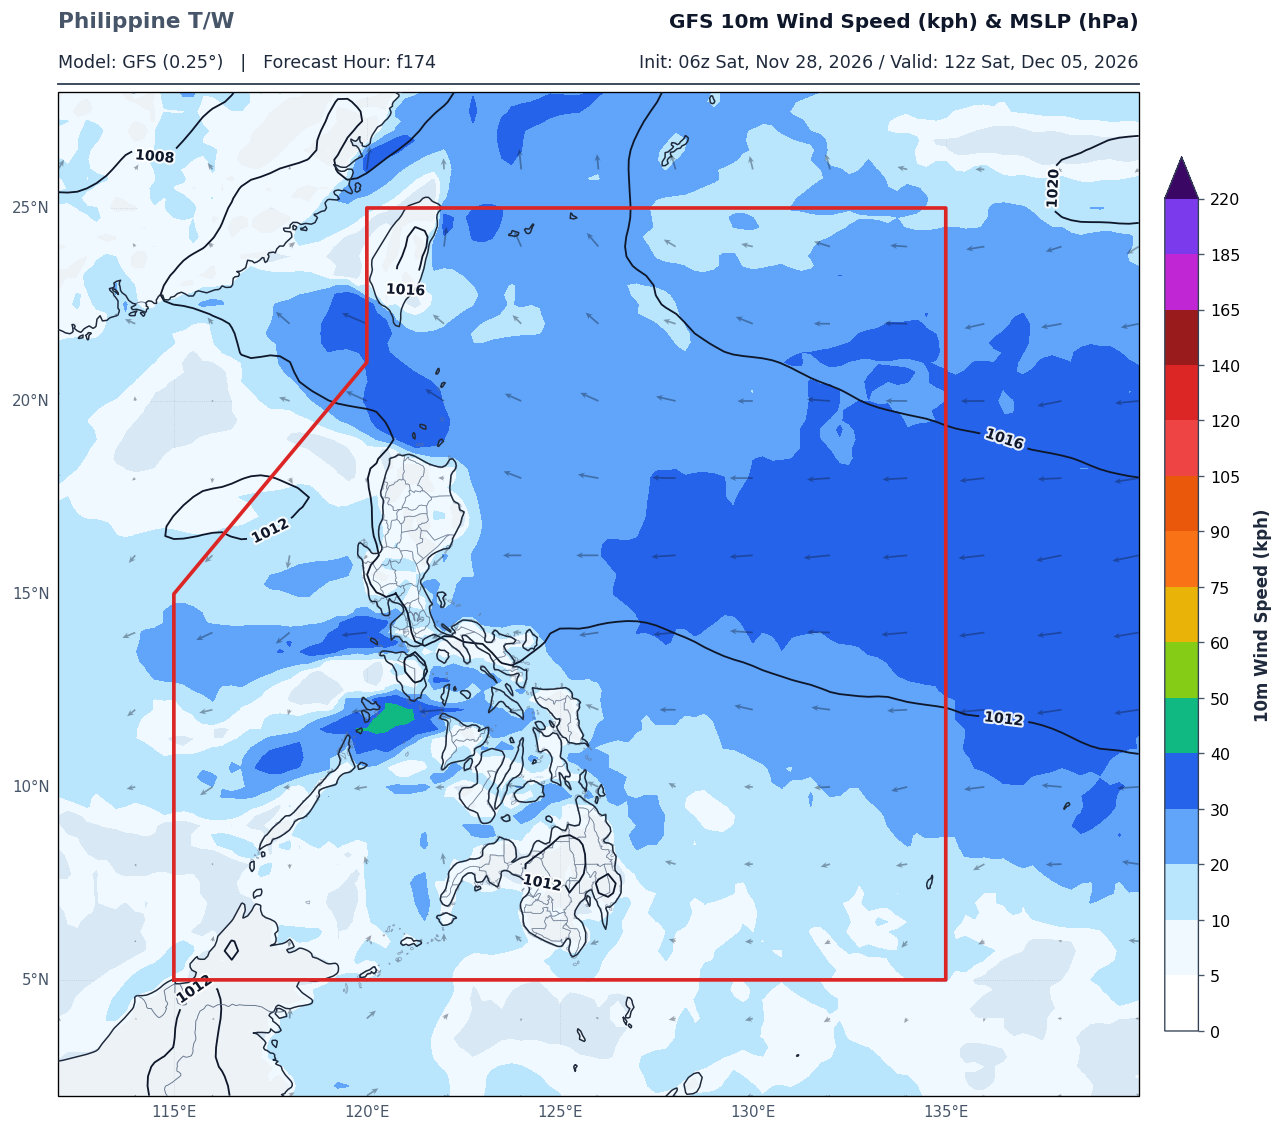 Philippine T/W
GFS 10m Wind Speed (kph) & MSLP (hPa)
Model: GFS (0.25°)   |   Forecast Hour: f174
Init: 06z Sat, Nov 28, 2026 / Valid: 12z Sat, Dec 05, 2026
1008
1020
1016
1016
1012
1012
1012
1012
25°N
20°N
15°N
10°N
5°N
115°E
120°E
125°E
130°E
135°E
220
185
165
140
120
105
90
75
60
50
40
30
20
10
5
0
10m Wind Speed (kph)